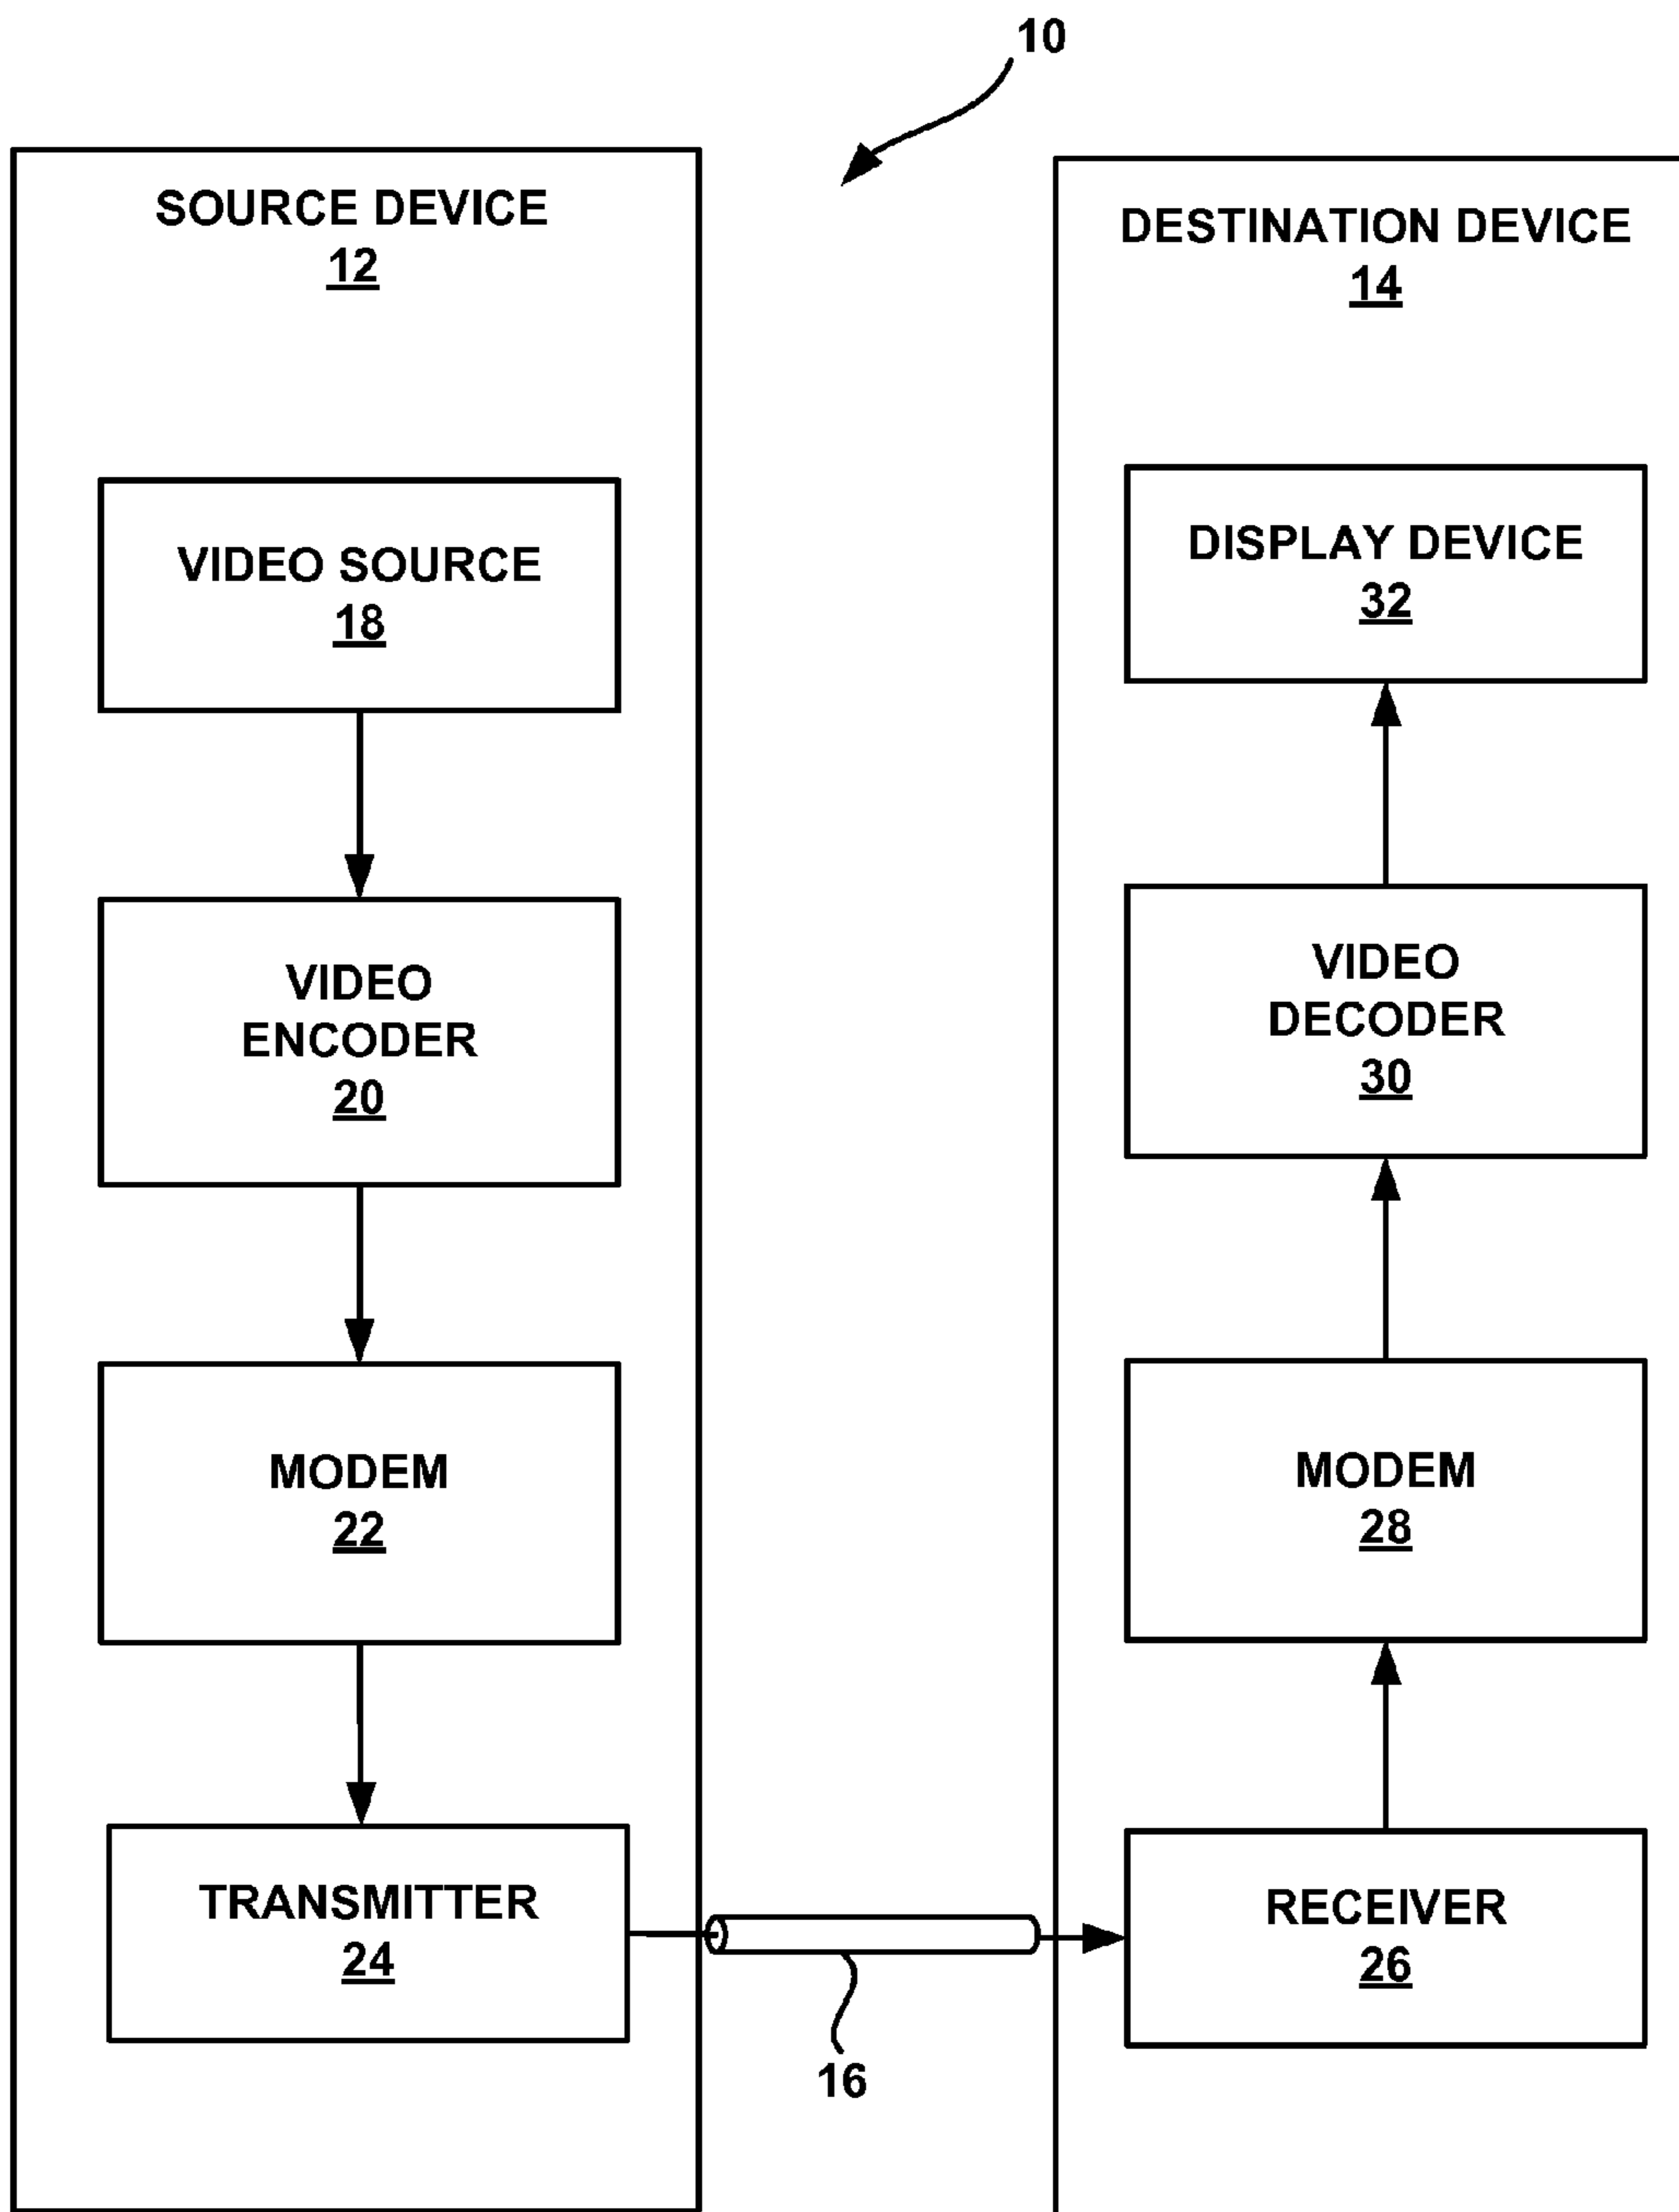 10
SOURCE DEVICE
12
VIDEO SOURCE
18
VIDEO
ENCODER
20
MODEM
22
TRANSMITTER
24
16
DESTINATION DEVICE
14
DISPLAY DEVICE
32
VIDEO
DECODER
30
MODEM
28
RECEIVER
26